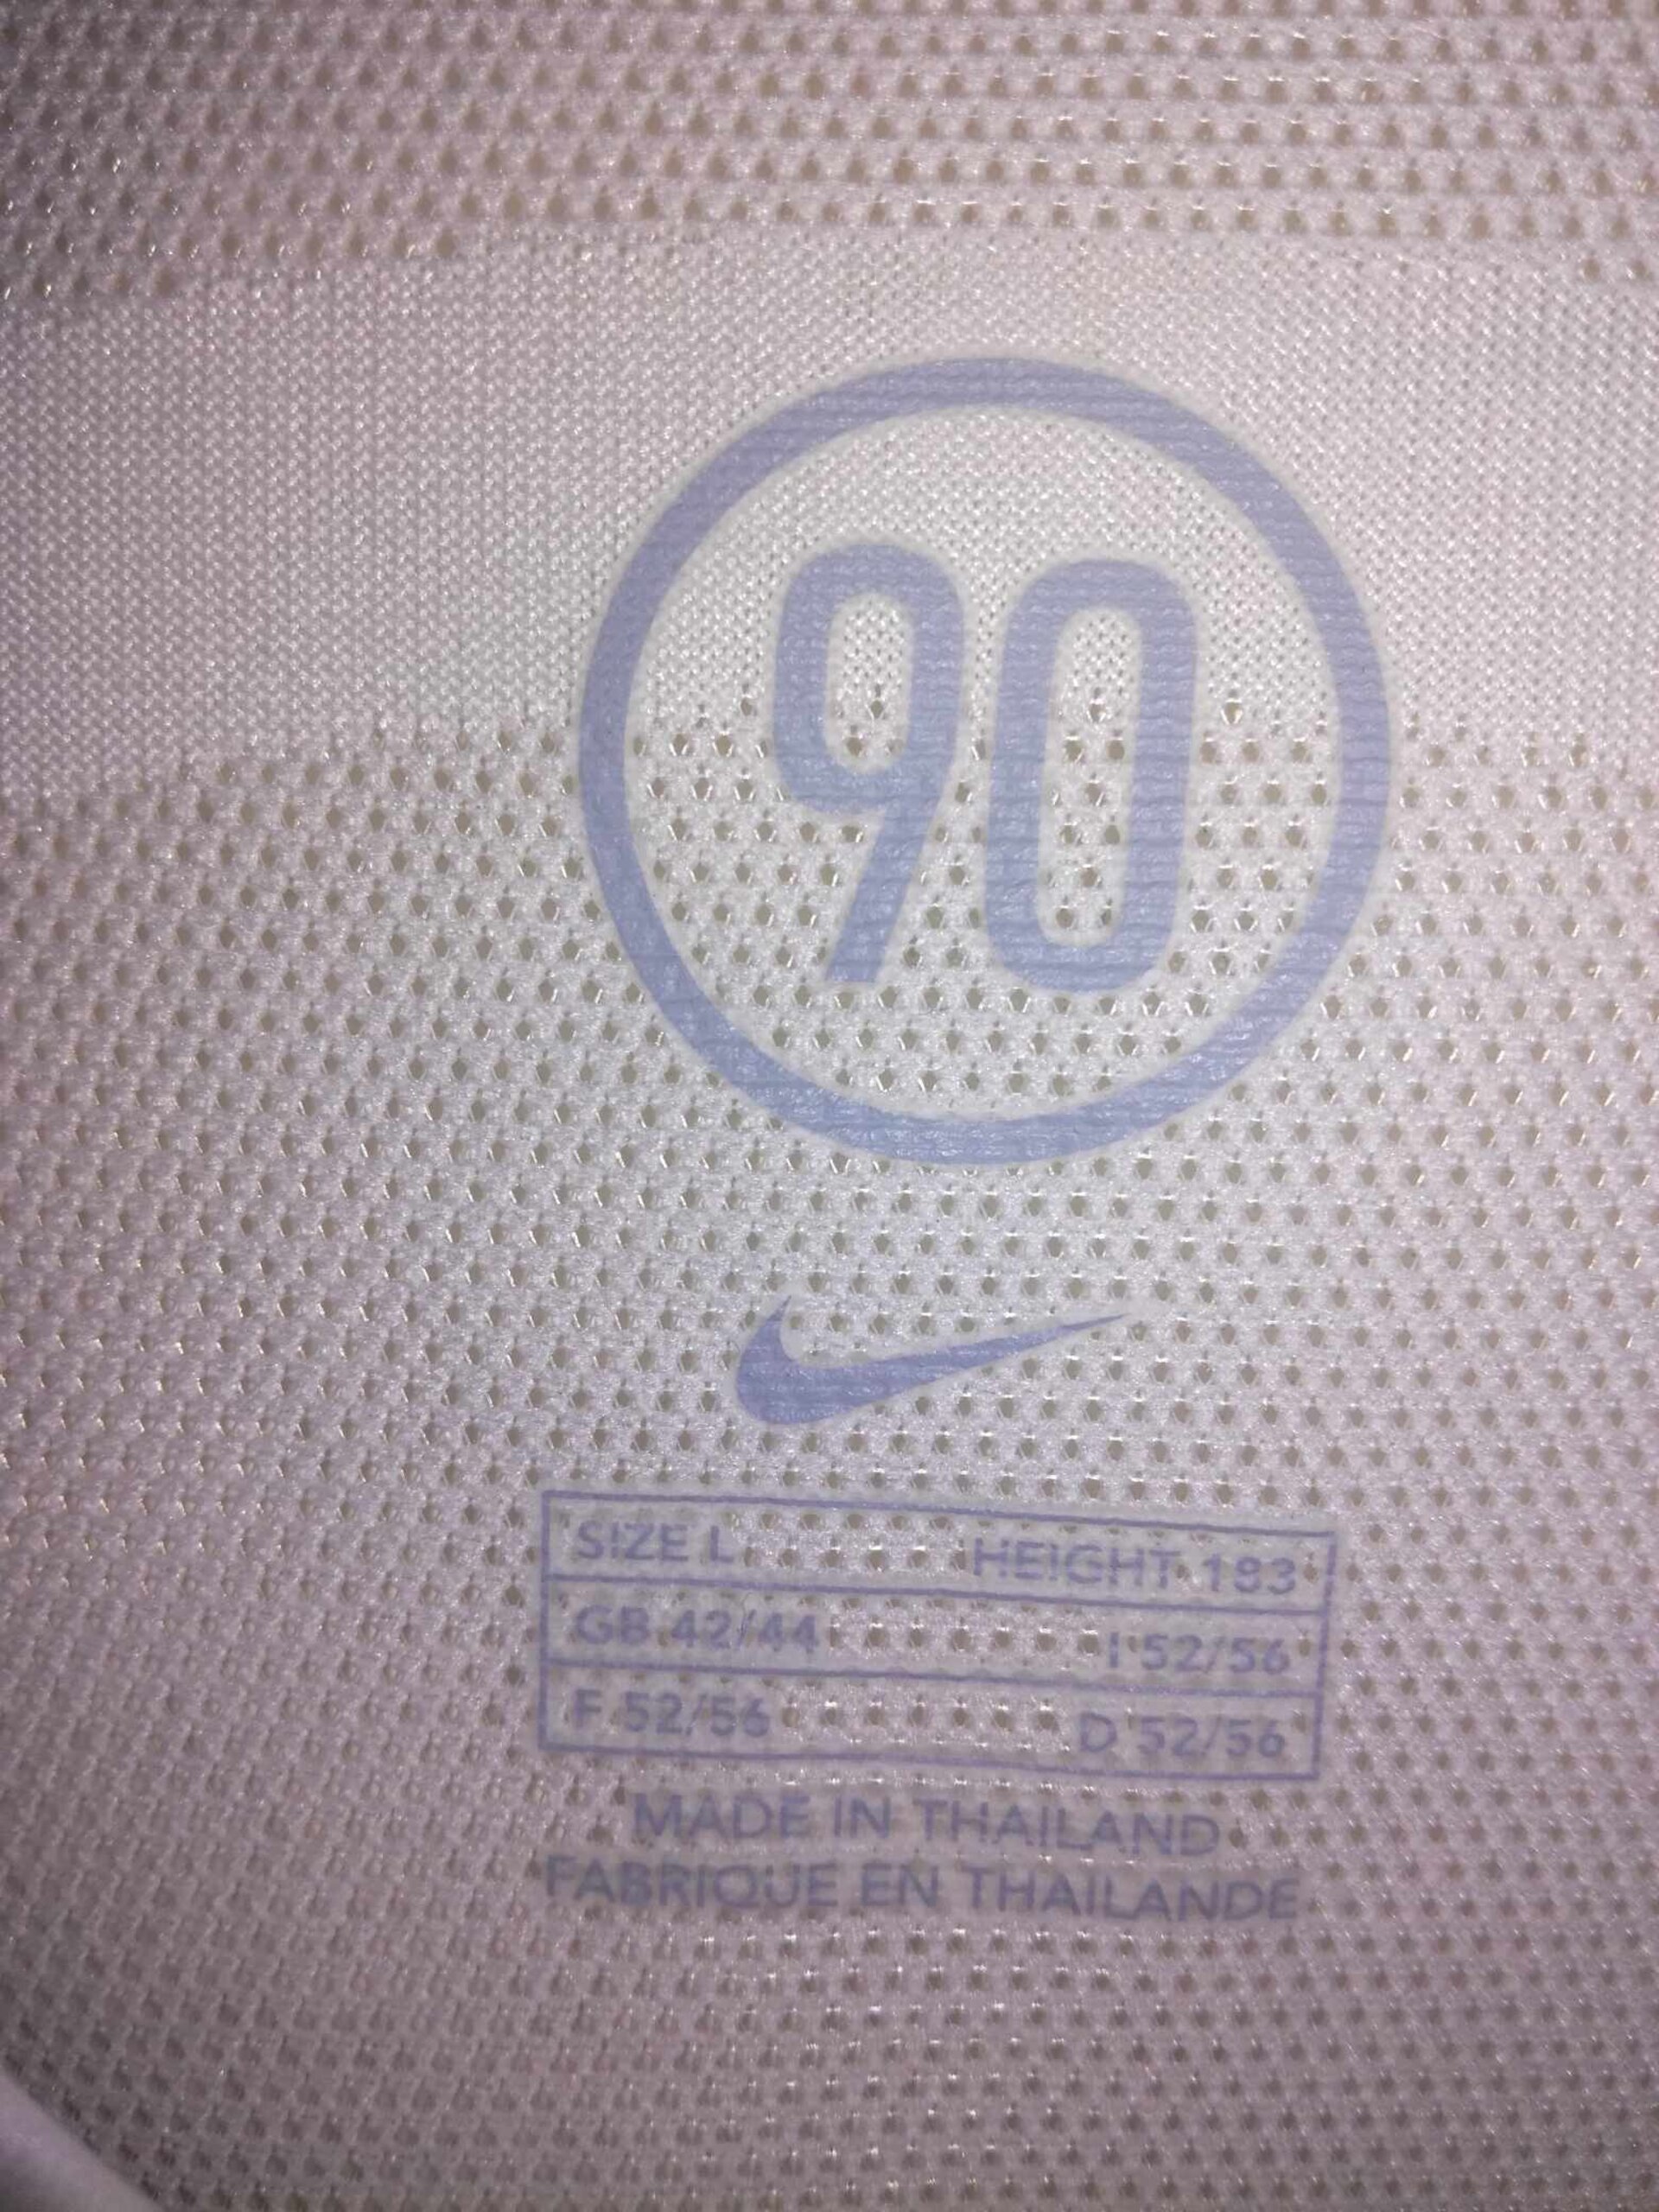 90
SIZE L HEIGHT 183
GB 42/44 I 52/56
F 52/56 D 52/56
MADE IN THAILAND
FABRIQUE EN THAILANDE